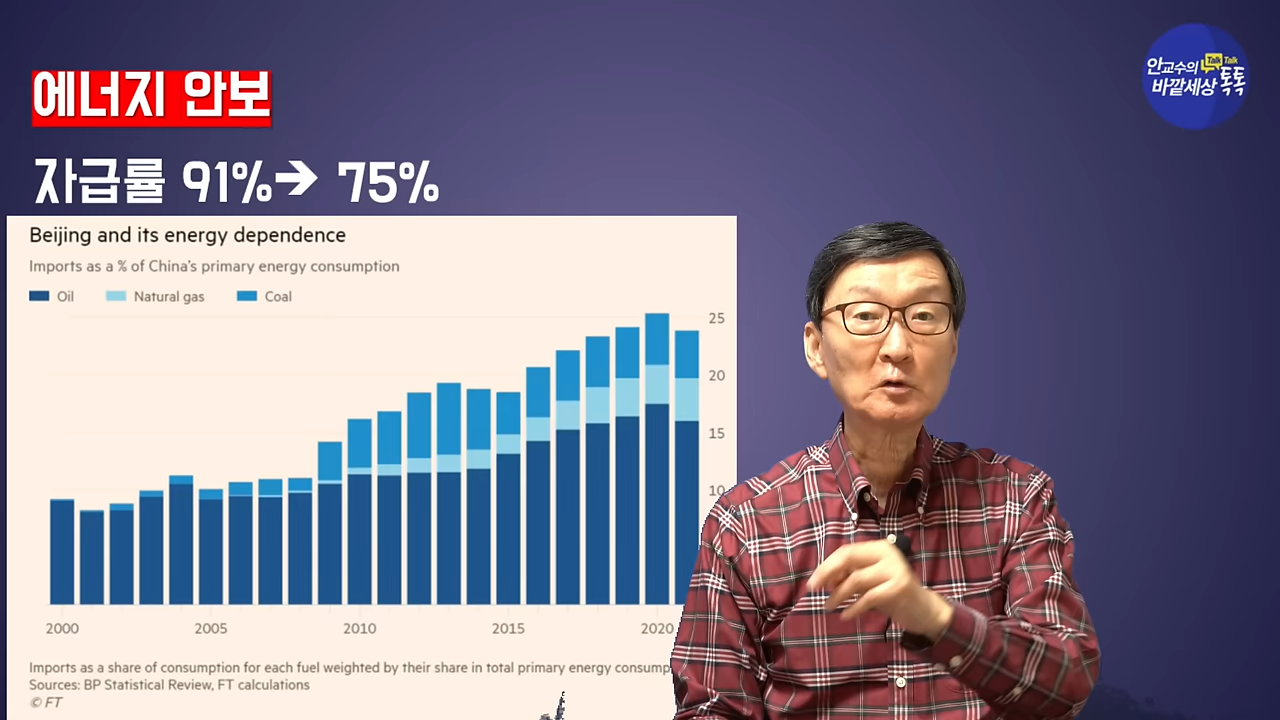 에너지 안보
안교수의 Talk Talk
바깥세상 톡톡
자급률 91%➔ 75%
Beijing and its energy dependence
Imports as a % of China's primary energy consumption
Oil Natural gas Coal
25
20
15
10
2000 2005 2010 2015 2020
Imports as a share of consumption for each fuel weighted by their share in total primary energy consump
Sources: BP Statistical Review, FT calculations
© FT